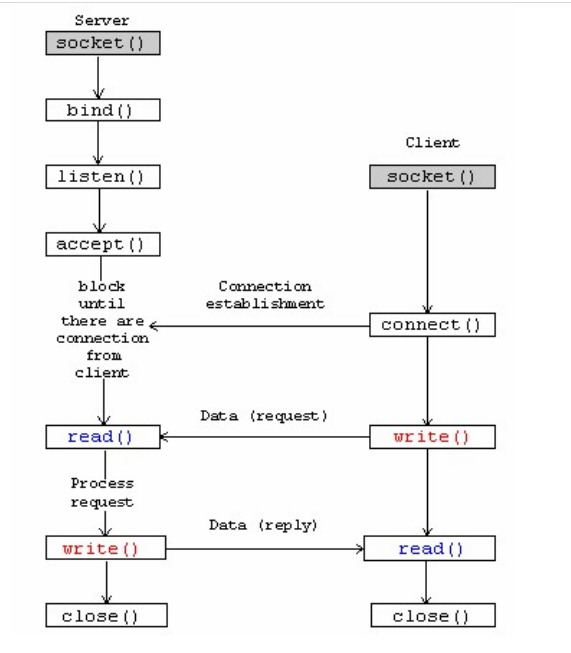 Server
socket()
bind()
listen()
accept()
block
until
there are
connection
from
client
read()
Process
request
write()
close()
Connection
establishment
Data (request)
Data (reply)
Client
socket()
connect()
write()
read()
close()